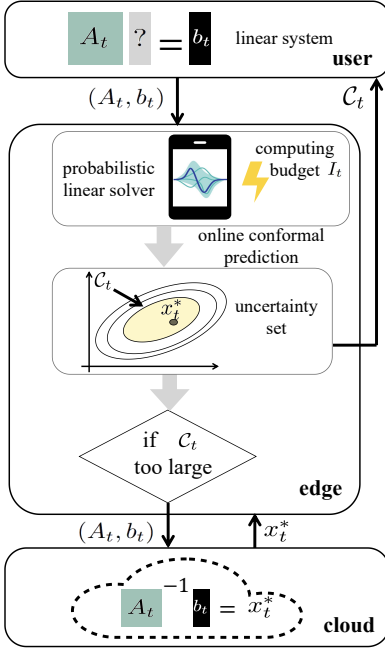 A_t ? = b_t linear system
user
(A_t, b_t)
C_t
probabilistic
linear solver
computing
budget I_t
online conformal
prediction
C_t
x_t^*
uncertainty
set
if C_t
too large
edge
(A_t, b_t)
x_t^*
A_t^{-1} b_t = x_t^*
cloud